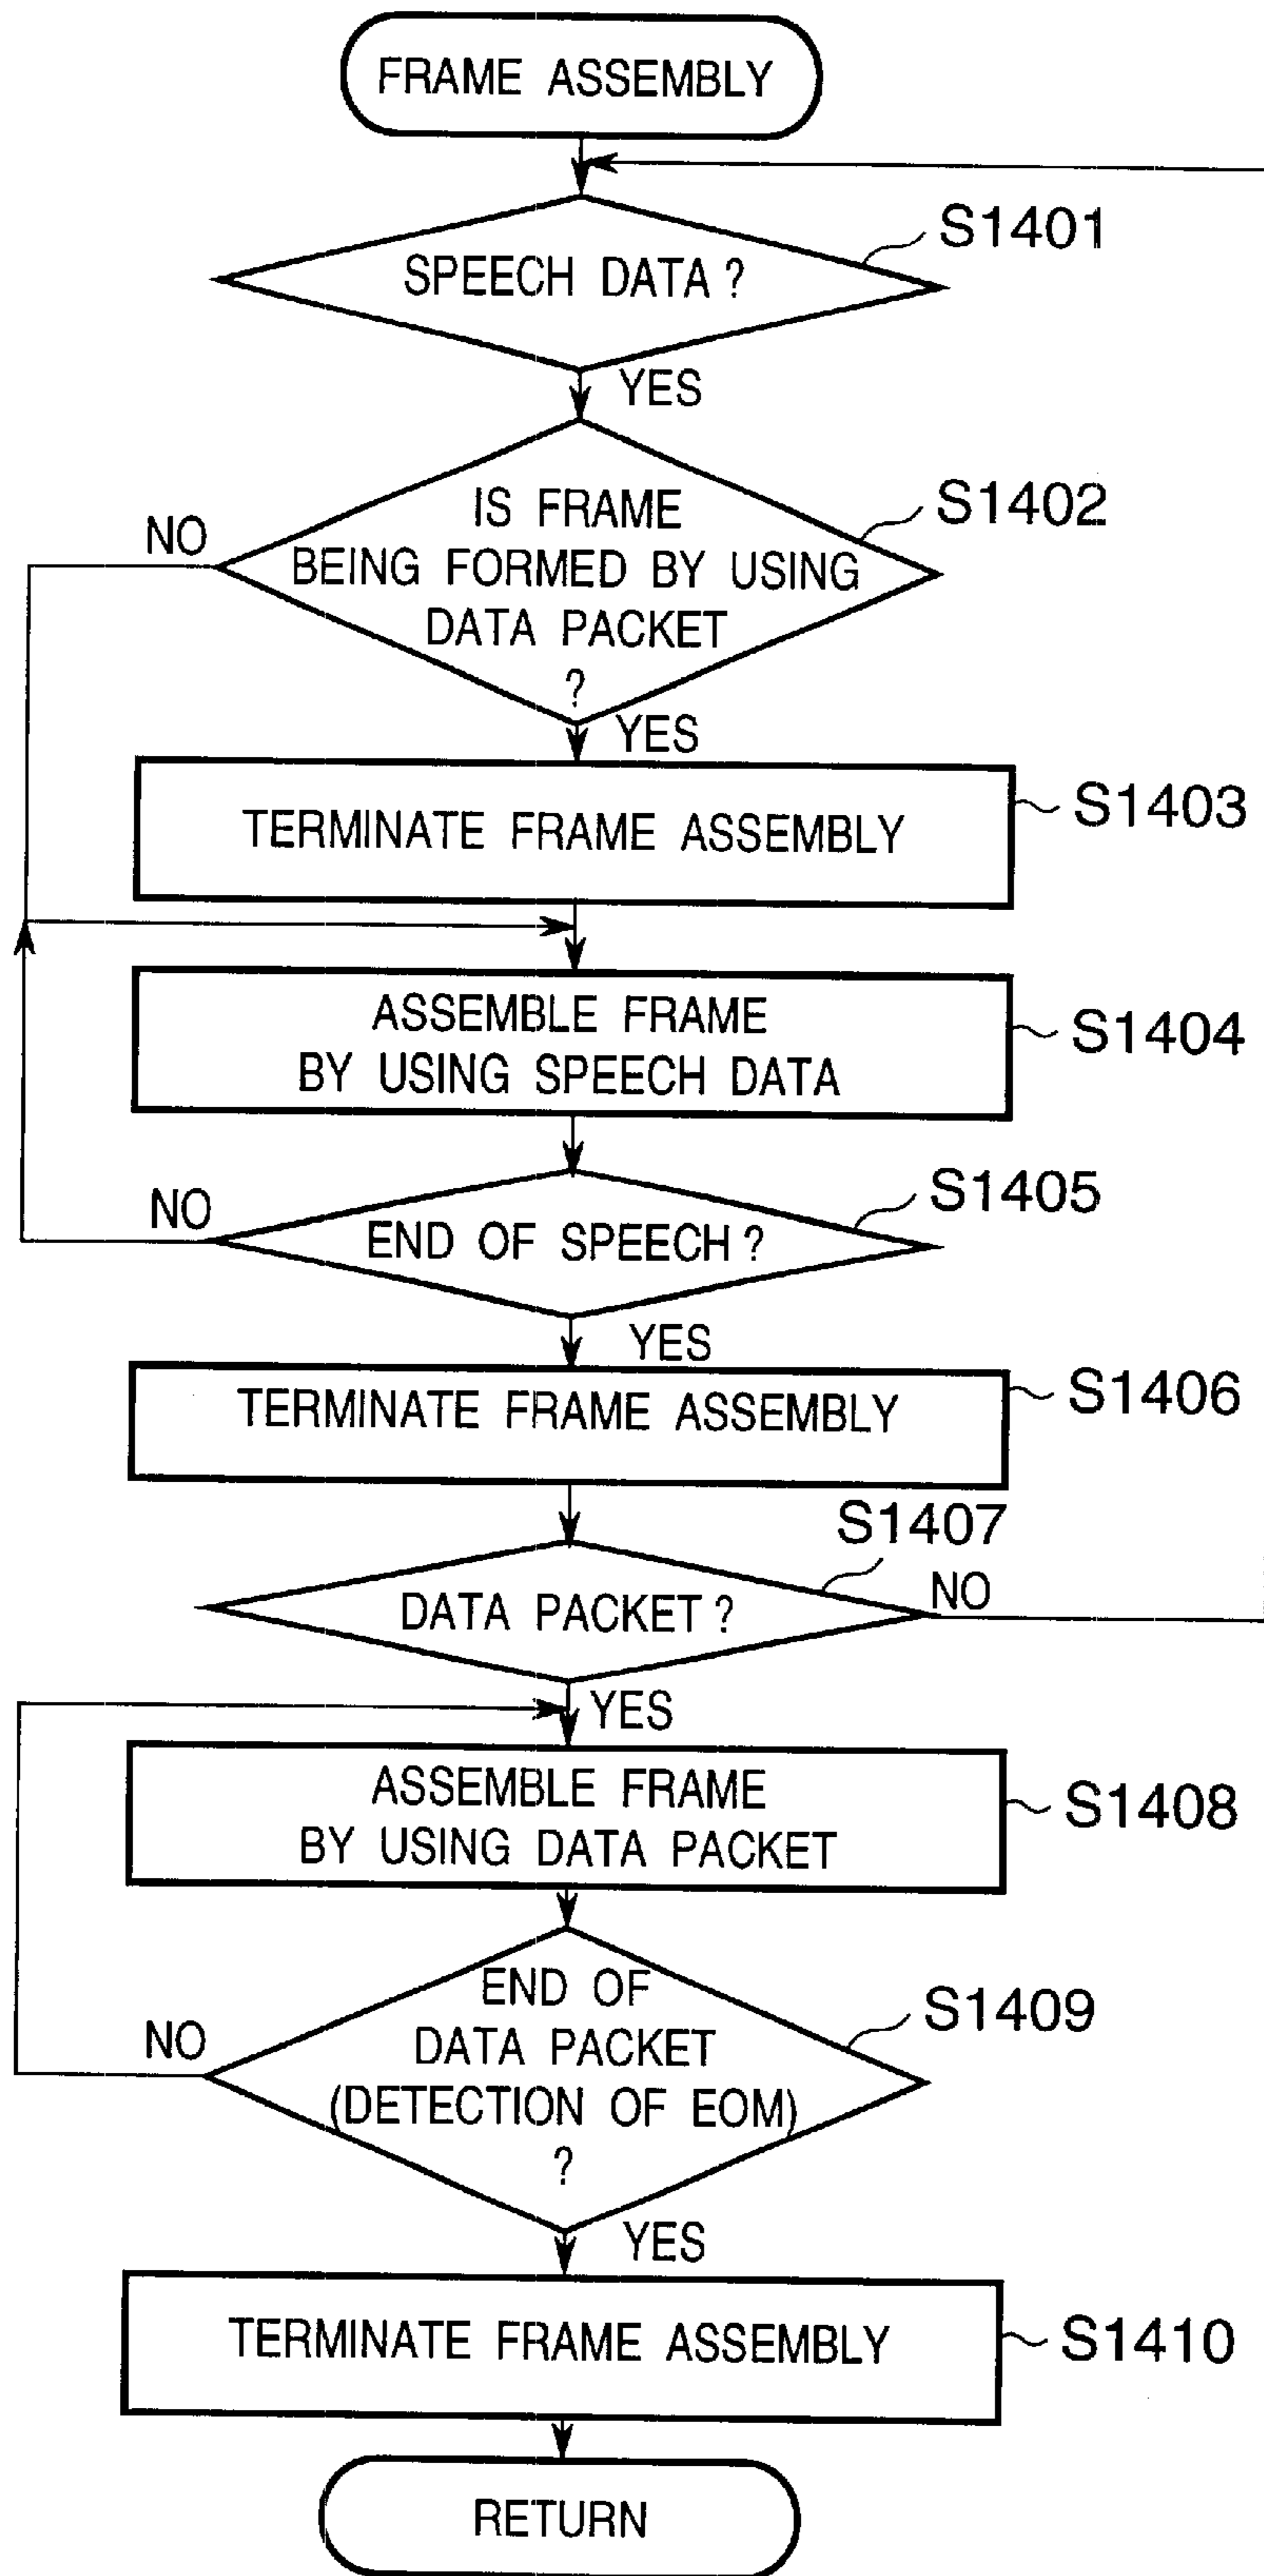 FRAME ASSEMBLY
SPEECH DATA ?
S1401
YES
IS FRAME
BEING FORMED BY USING
DATA PACKET
?
S1402
NO
YES
TERMINATE FRAME ASSEMBLY
S1403
ASSEMBLE FRAME
BY USING SPEECH DATA
S1404
END OF SPEECH ?
S1405
NO
YES
TERMINATE FRAME ASSEMBLY
S1406
DATA PACKET ?
S1407
NO
YES
ASSEMBLE FRAME
BY USING DATA PACKET
S1408
END OF
DATA PACKET
(DETECTION OF EOM)
?
S1409
NO
YES
TERMINATE FRAME ASSEMBLY
S1410
RETURN